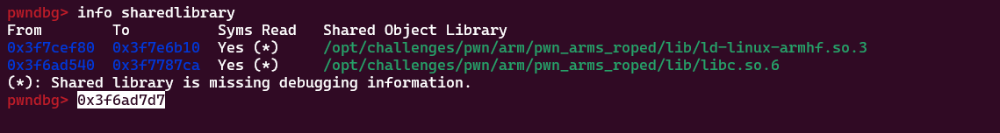 pwndbg> info sharedlibrary
From        To          Syms Read   Shared Object Library
0x3f7cef80  0x3f7e6b10  Yes (*)     /opt/challenges/pwn/arm/pwn_arms_roped/lib/ld-linux-armhf.so.3
0x3f6ad540  0x3f7787ca  Yes (*)     /opt/challenges/pwn/arm/pwn_arms_roped/lib/libc.so.6
(*): Shared library is missing debugging information.
pwndbg> 0x3f6ad7d7